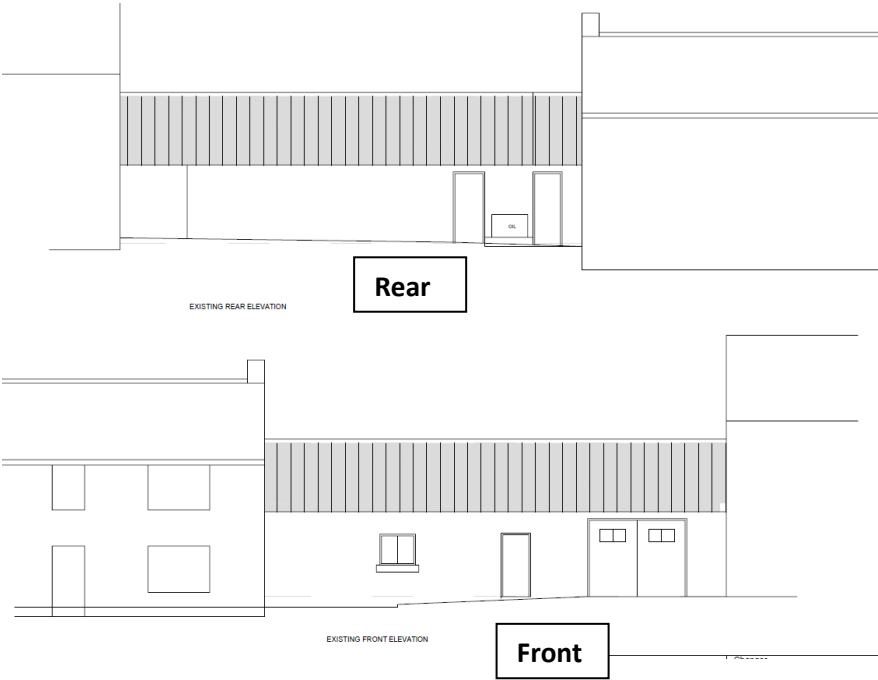 OIL
Rear
EXISTING REAR ELEVATION
EXISTING FRONT ELEVATION
Front